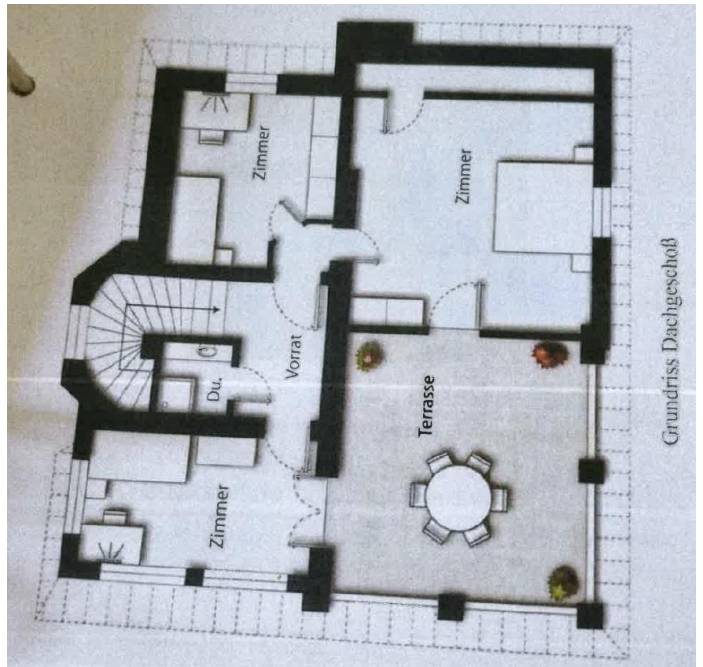 Zimmer
Zimmer
Du.
Vorrat
Terrasse
Zimmer
Grundriss Dachgeschoß